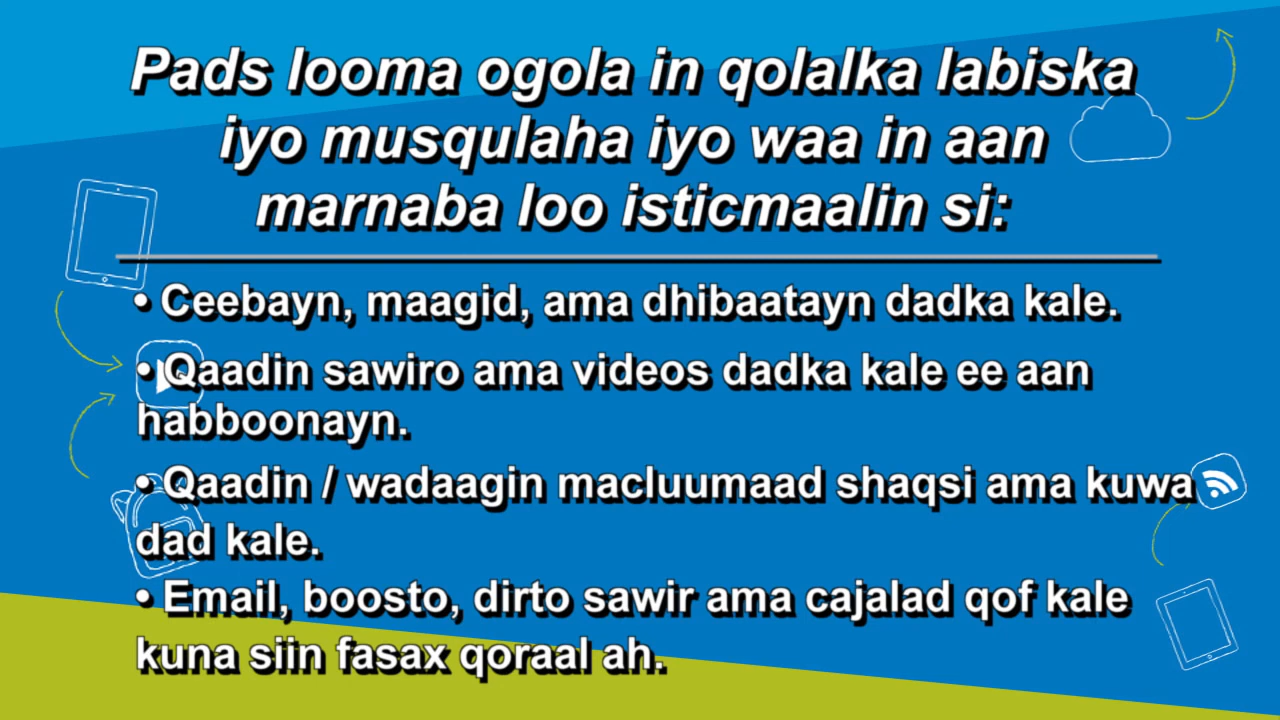 Pads looma ogola in qolalka labiska
iyo musqulaha iyo waa in aan
marnaba loo isticmaalin si:
• Ceebayn, maagid, ama dhibaatayn dadka kale.
• Qaadin sawiro ama videos dadka kale ee aan
habboonayn.
• Qaadin / wadaagin macluumaad shaqsi ama kuwa
dad kale.
• Email, boosto, dirto sawir ama cajalad qof kale
kuna siin fasax qoraal ah.